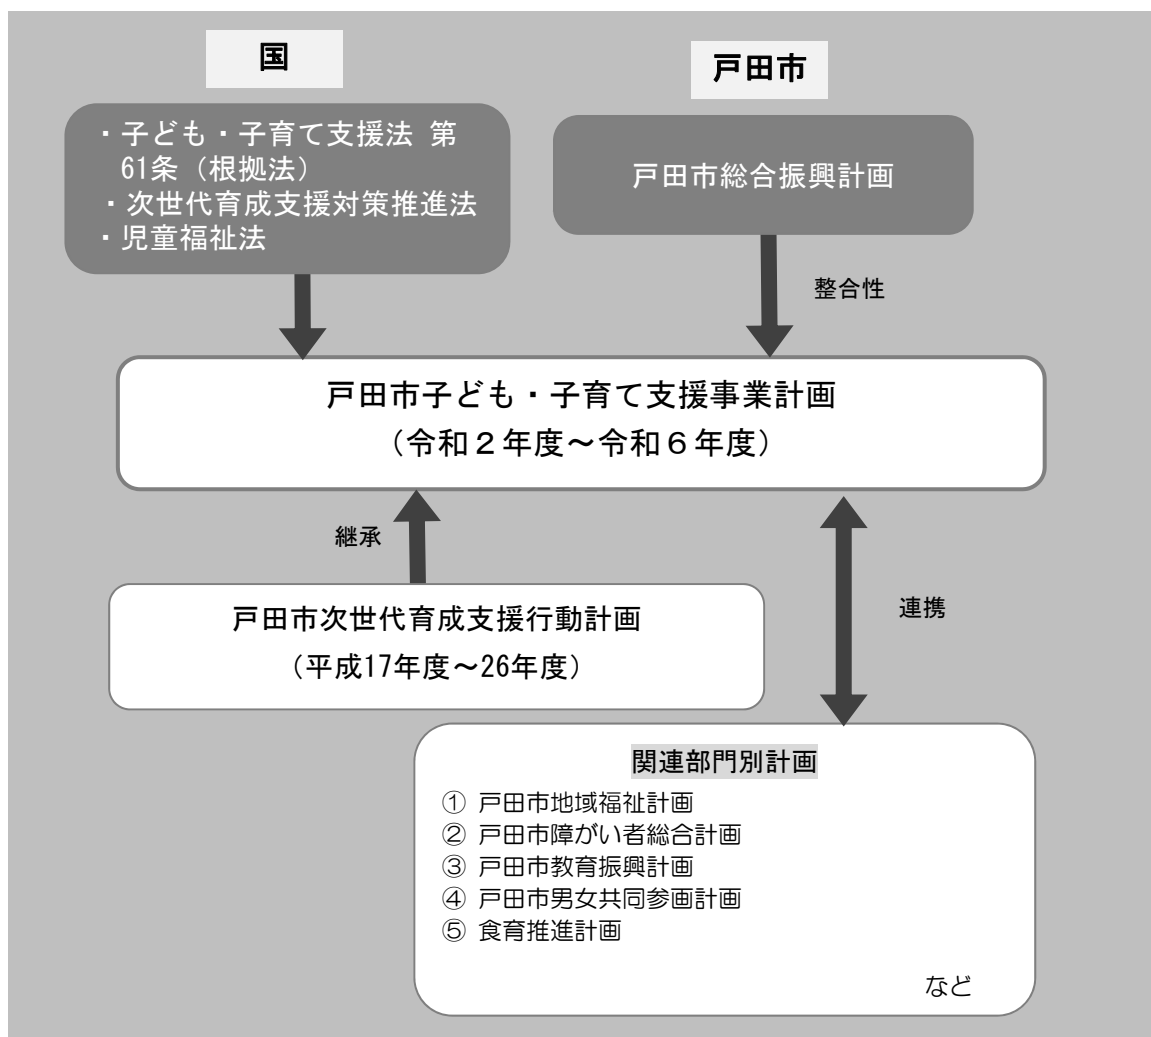 国
戸田市
・子ども・子育て支援法 第
61条（根拠法）
・次世代育成支援対策推進法
・児童福祉法
戸田市総合振興計画
整合性
戸田市子ども・子育て支援事業計画
（令和２年度～令和６年度）
継承
戸田市次世代育成支援行動計画
（平成17年度～26年度）
連携
関連部門別計画
① 戸田市地域福祉計画
② 戸田市障がい者総合計画
③ 戸田市教育振興計画
④ 戸田市男女共同参画計画
⑤ 食育推進計画
など